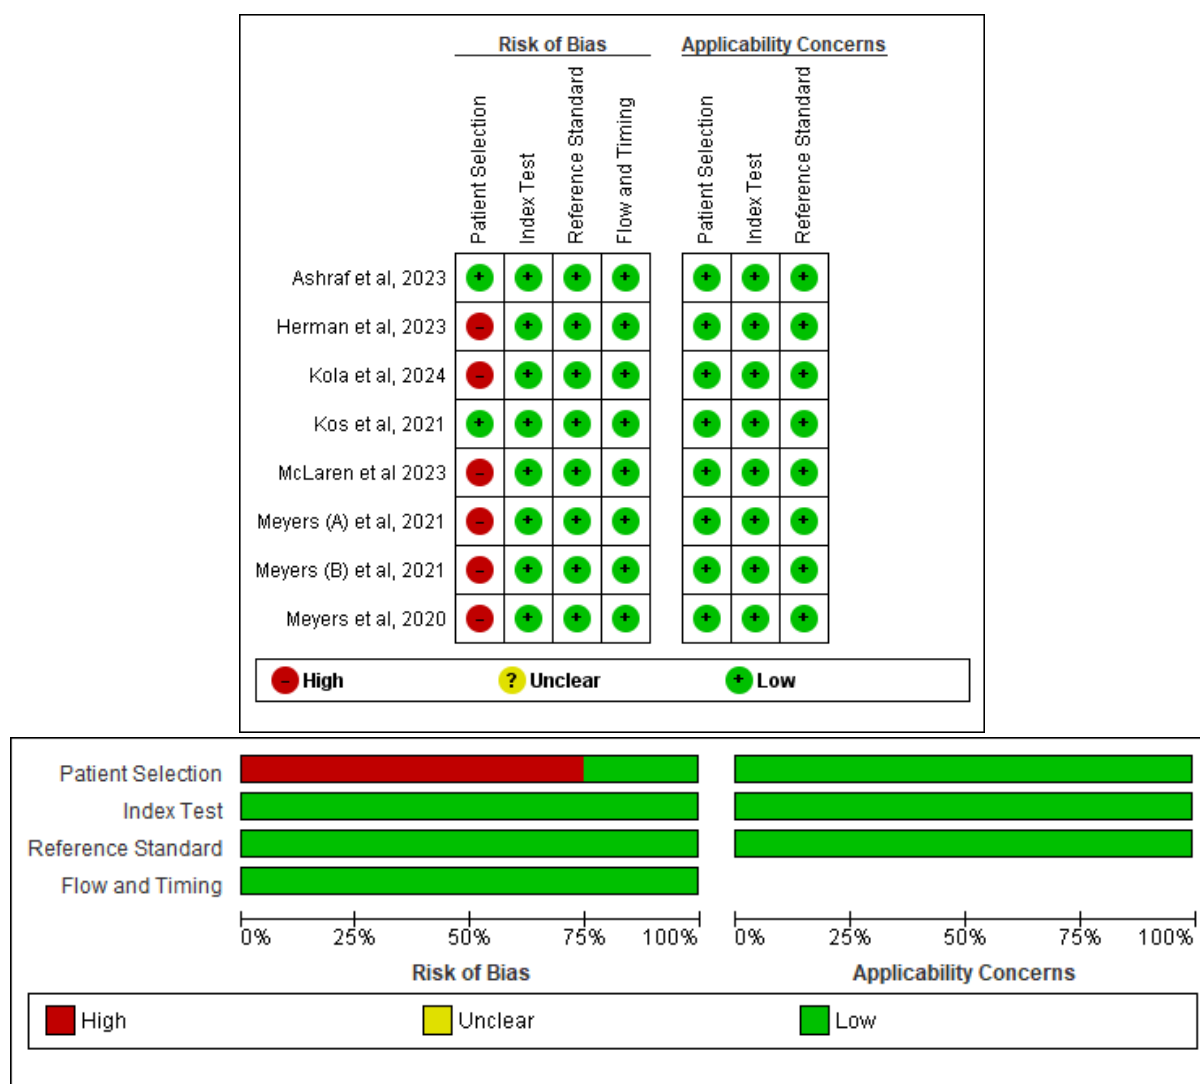 Risk of Bias
Applicability Concerns
Patient Selection
Index Test
Reference Standard
Flow and Timing
Patient Selection
Index Test
Reference Standard
Ashraf et al, 2023
+ + + + + + +
Herman et al, 2023
- + + + + + +
Kola et al, 2024
- + + + + + +
Kos et al, 2021
+ + + + + + +
McLaren et al 2023
- + + + + + +
Meyers (A) et al, 2021
- + + + + + +
Meyers (B) et al, 2021
- + + + + + +
Meyers et al, 2020
- + + + + + +
- High ? Unclear + Low
Patient Selection
Index Test
Reference Standard
Flow and Timing
0% 25% 50% 75% 100% 0% 25% 50% 75% 100%
Risk of Bias Applicability Concerns
High Unclear Low